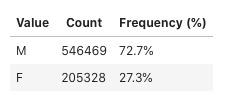 Value Count Frequency (%)
M 546469 72.7%
F 205328 27.3%